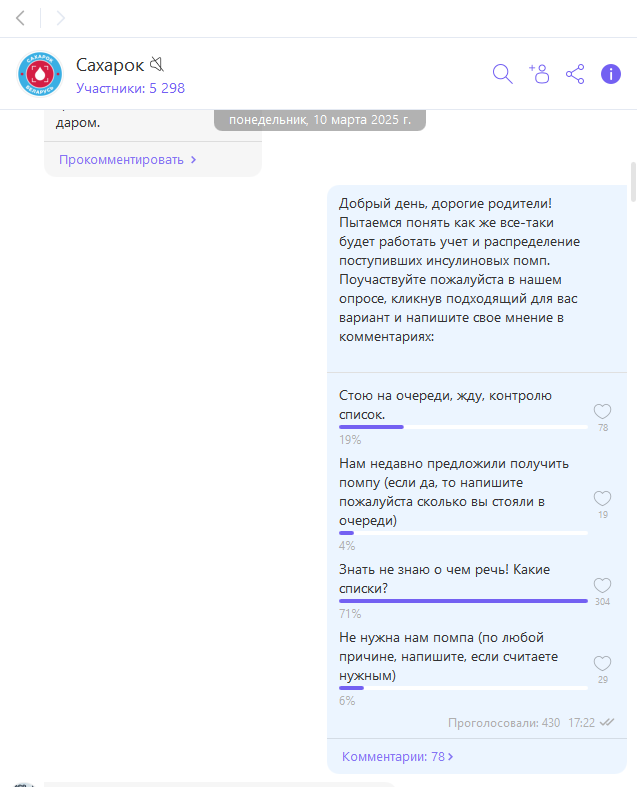 Сахарок
Участники: 5 298
даром.
понедельник, 10 марта 2025 г.
Прокомментировать
Добрый день, дорогие родители!
Пытаемся понять как же все-таки
будет работать учет и распределение
поступивших инсулиновых помп.
Поучаствуйте пожалуйста в нашем
опросе, кликнув подходящий для вас
вариант и напишите свое мнение в
комментариях:
Стою на очереди, жду, контролю
список.
78
19%
Нам недавно предложили получить
помпу (если да, то напишите
пожалуйста сколько вы стояли в
очереди)
19
4%
Знать не знаю о чем речь! Какие
списки?
304
71%
Не нужна нам помпа (по любой
причине, напишите, если считаете
нужным)
29
6%
Проголосовали: 430 17:22
Комментарии: 78